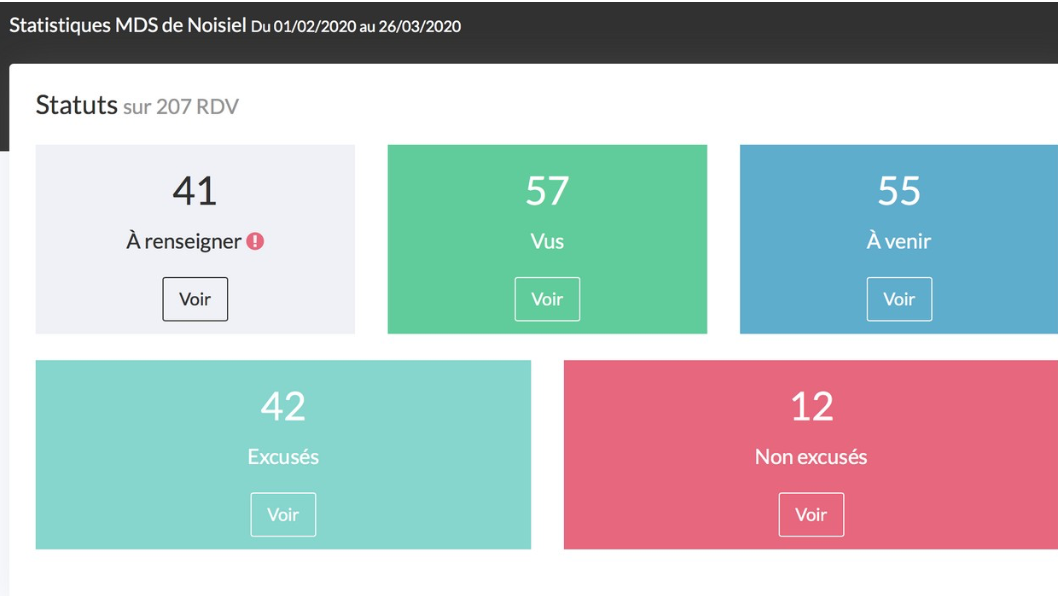 Statistiques MDS de Noisiel Du 01/02/2020 au 26/03/2020
Statuts sur 207 RDV
41
À renseigner
Voir
57
Vus
Voir
55
À venir
Voir
42
Excusés
Voir
12
Non excusés
Voir